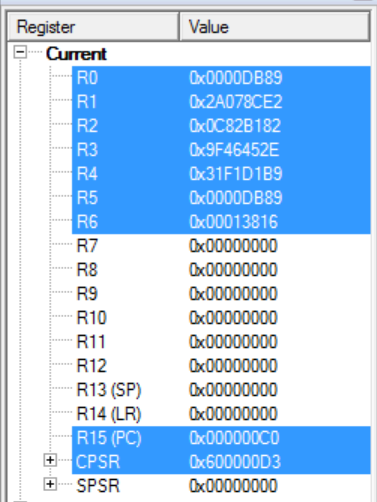 Register Value
Current
R0 0x0000DB89
R1 0x2A078CE2
R2 0x0C82B182
R3 0x9F46452E
R4 0x31F1D1B9
R5 0x0000DB89
R6 0x00013816
R7 0x00000000
R8 0x00000000
R9 0x00000000
R10 0x00000000
R11 0x00000000
R12 0x00000000
R13 (SP) 0x00000000
R14 (LR) 0x00000000
R15 (PC) 0x000000C0
CPSR 0x600000D3
SPSR 0x00000000